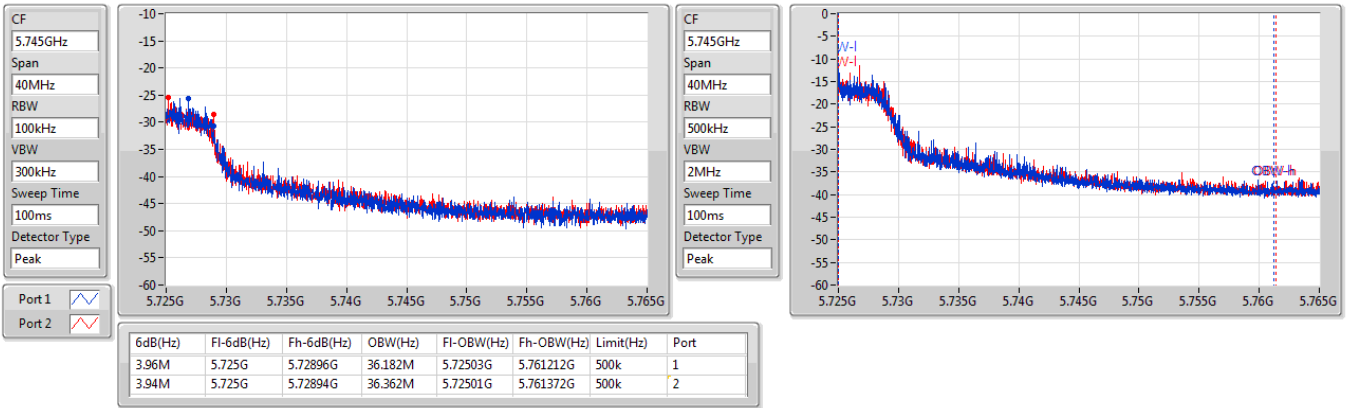 CF
5.745GHz
Span
40MHz
RBW
100kHz
VBW
300kHz
Sweep Time
100ms
Detector Type
Peak
Port 1
Port 2
-10
-20
-25
-30
-35
-40
-45
-50
-55
-60
5.725G 5.73G 5.735G 5.74G 5.745G 5.75G 5.755G 5.76G 5.765G
CF
5.745GHz
Span
40MHz
RBW
500kHz
VBW
2MHz
Sweep Time
100ms
Detector Type
Peak
0
-5
-10
-15
-20
-25
-30
-35
-40
-45
-50
-55
-60
W-l
W-l
OBW-h
5.725G 5.73G 5.735G 5.74G 5.745G 5.75G 5.755G 5.76G 5.765G
6dB(Hz) Fl-6dB(Hz) Fh-6dB(Hz) OBW(Hz) Fl-OBW(Hz) Fh-OBW(Hz) Limit(Hz) Port
3.96M 5.725G 5.72896G 36.182M 5.72503G 5.761212G 500k 1
3.94M 5.725G 5.72894G 36.362M 5.72501G 5.761372G 500k 2